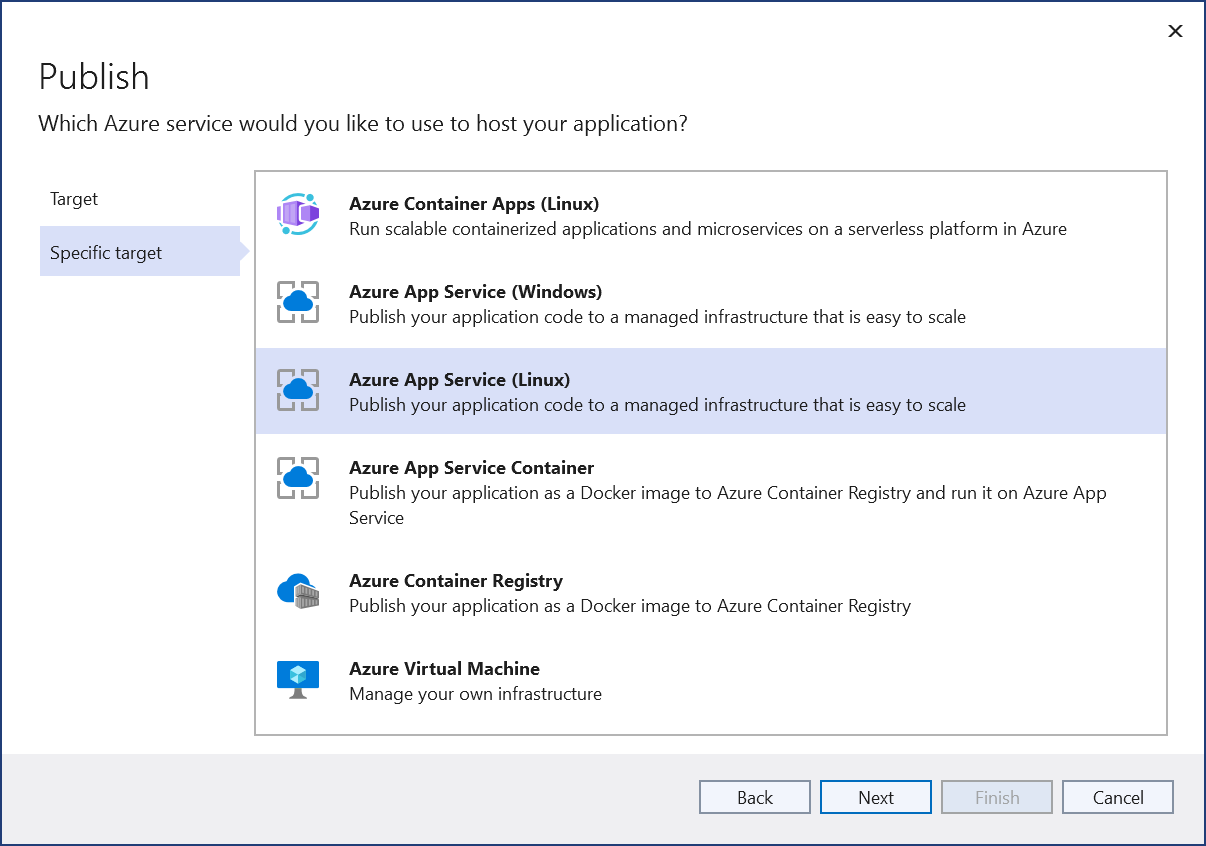 Publish
Which Azure service would you like to use to host your application?
Target
Specific target
Azure Container Apps (Linux)
Run scalable containerized applications and microservices on a serverless platform in Azure
Azure App Service (Windows)
Publish your application code to a managed infrastructure that is easy to scale
Azure App Service (Linux)
Publish your application code to a managed infrastructure that is easy to scale
Azure App Service Container
Publish your application as a Docker image to Azure Container Registry and run it on Azure App
Service
Azure Container Registry
Publish your application as a Docker image to Azure Container Registry
Azure Virtual Machine
Manage your own infrastructure
Back
Next
Finish
Cancel